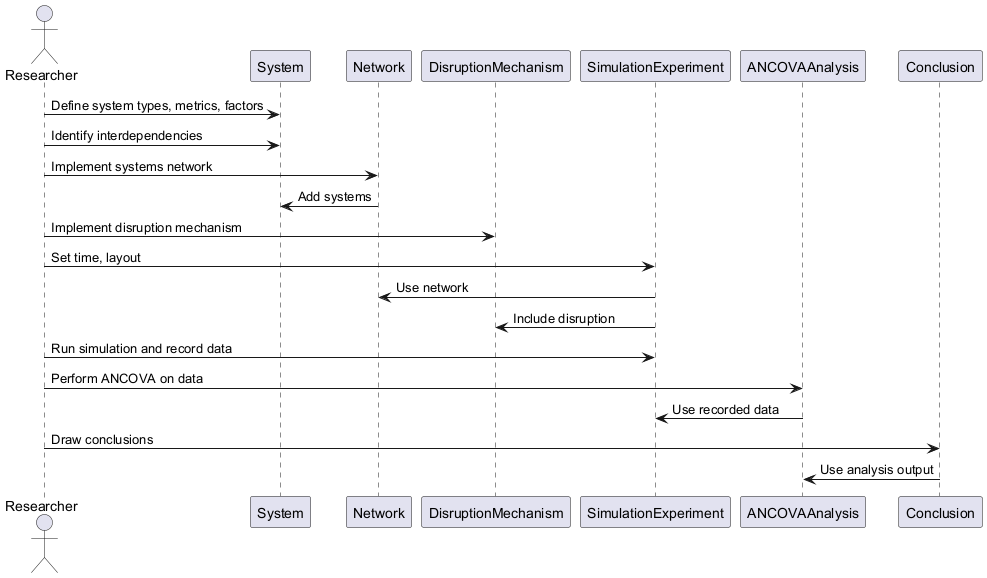 Researcher
System
Network
DisruptionMechanism
SimulationExperiment
ANCOVAAnalysis
Conclusion
Define system types, metrics, factors
Identify interdependencies
Implement systems network
Add systems
Implement disruption mechanism
Set time, layout
Use network
Include disruption
Run simulation and record data
Perform ANCOVA on data
Use recorded data
Draw conclusions
Use analysis output
Researcher
System
Network
DisruptionMechanism
SimulationExperiment
ANCOVAAnalysis
Conclusion